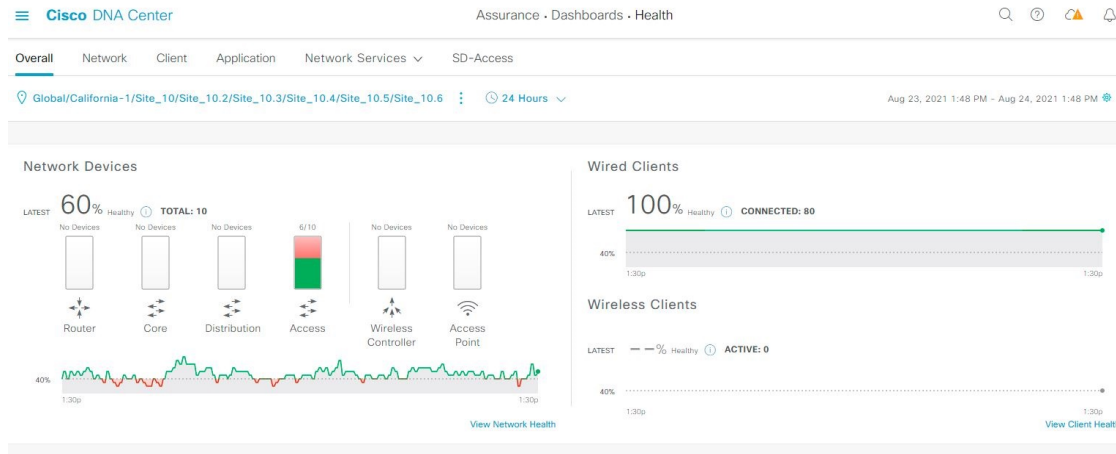 Cisco DNA Center
Assurance • Dashboards • Health
Overall Network Client Application Network Services SD-Access
Global/California-1/Site_10/Site_10.2/Site_10.3/Site_10.4/Site_10.5/Site_10.6 24 Hours Aug 23, 2021 1:48 PM - Aug 24, 2021 1:48 PM
Network Devices
LATEST 60% Healthy TOTAL: 10
No Devices No Devices No Devices 6/10 No Devices No Devices
Router Core Distribution Access Wireless Controller Access Point
40%
1:30p 1:30p
View Network Health
Wired Clients
LATEST 100% Healthy CONNECTED: 80
40%
1:30p 1:30p
Wireless Clients
LATEST --% Healthy ACTIVE: 0
40%
1:30p 1:30p
View Client Healt